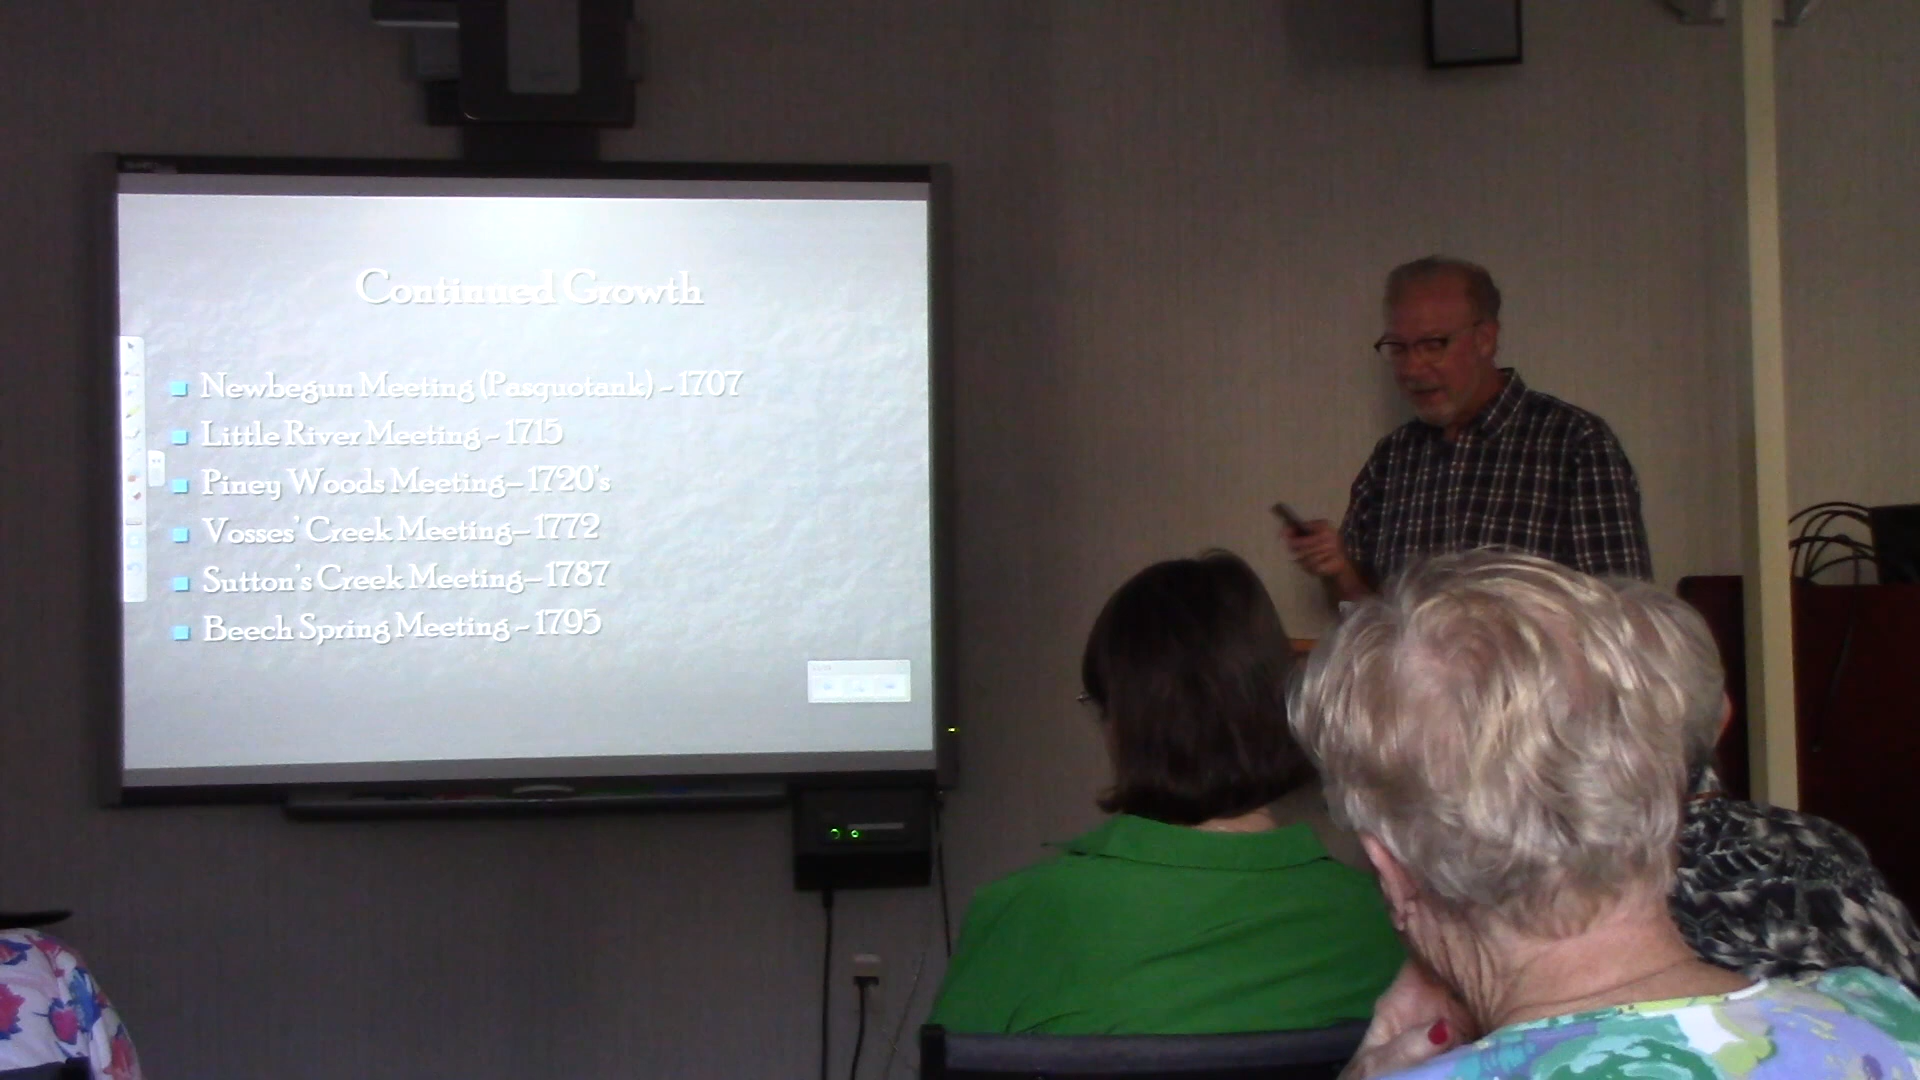 Continued Growth
Newbegun Meeting (Pasquotank) - 1707
Little River Meeting - 1715
Piney Woods Meeting– 1720's
Vosses' Creek Meeting– 1772
Sutton's Creek Meeting– 1787
Beech Spring Meeting - 1795